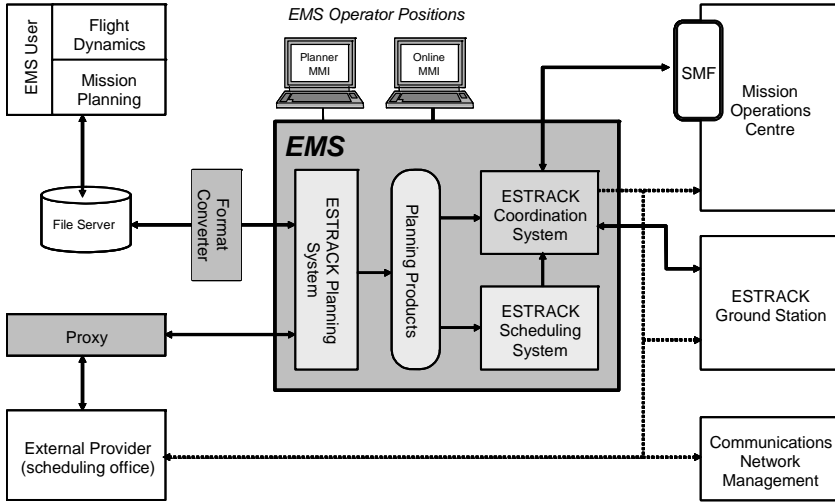 EMS Operator Positions
EMS User
Flight
Dynamics
Mission
Planning
Planner
MMI
Online
MMI
SMF
Mission
Operations
Centre
EMS
File Server
Format
Converter
ESTRACK Planning
System
Planning Products
ESTRACK
Coordination
System
ESTRACK
Scheduling
System
ESTRACK
Ground Station
Proxy
External Provider
(scheduling office)
Communications
Network
Management